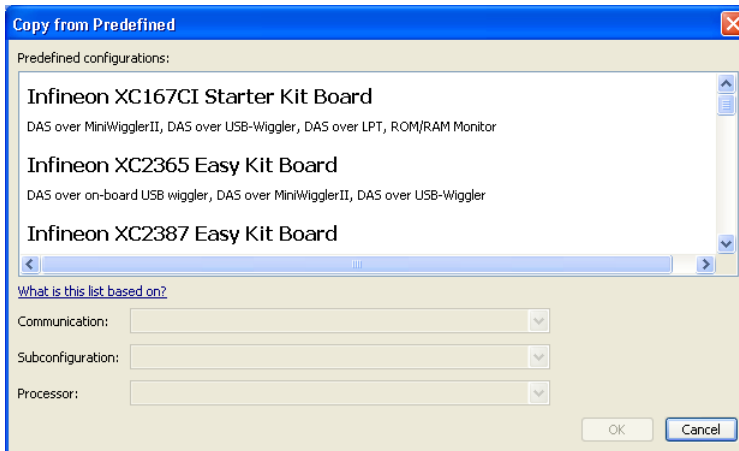 Copy from Predefined
Predefined configurations:
Infineon XC167CI Starter Kit Board
DAS over MiniWigglerII, DAS over USB-Wiggler, DAS over LPT, ROM/RAM Monitor
Infineon XC2365 Easy Kit Board
DAS over on-board USB wiggler, DAS over MiniWigglerII, DAS over USB-Wiggler
Infineon XC2387 Easy Kit Board
What is this list based on?
Communication:
Subconfiguration:
Processor:
OK Cancel